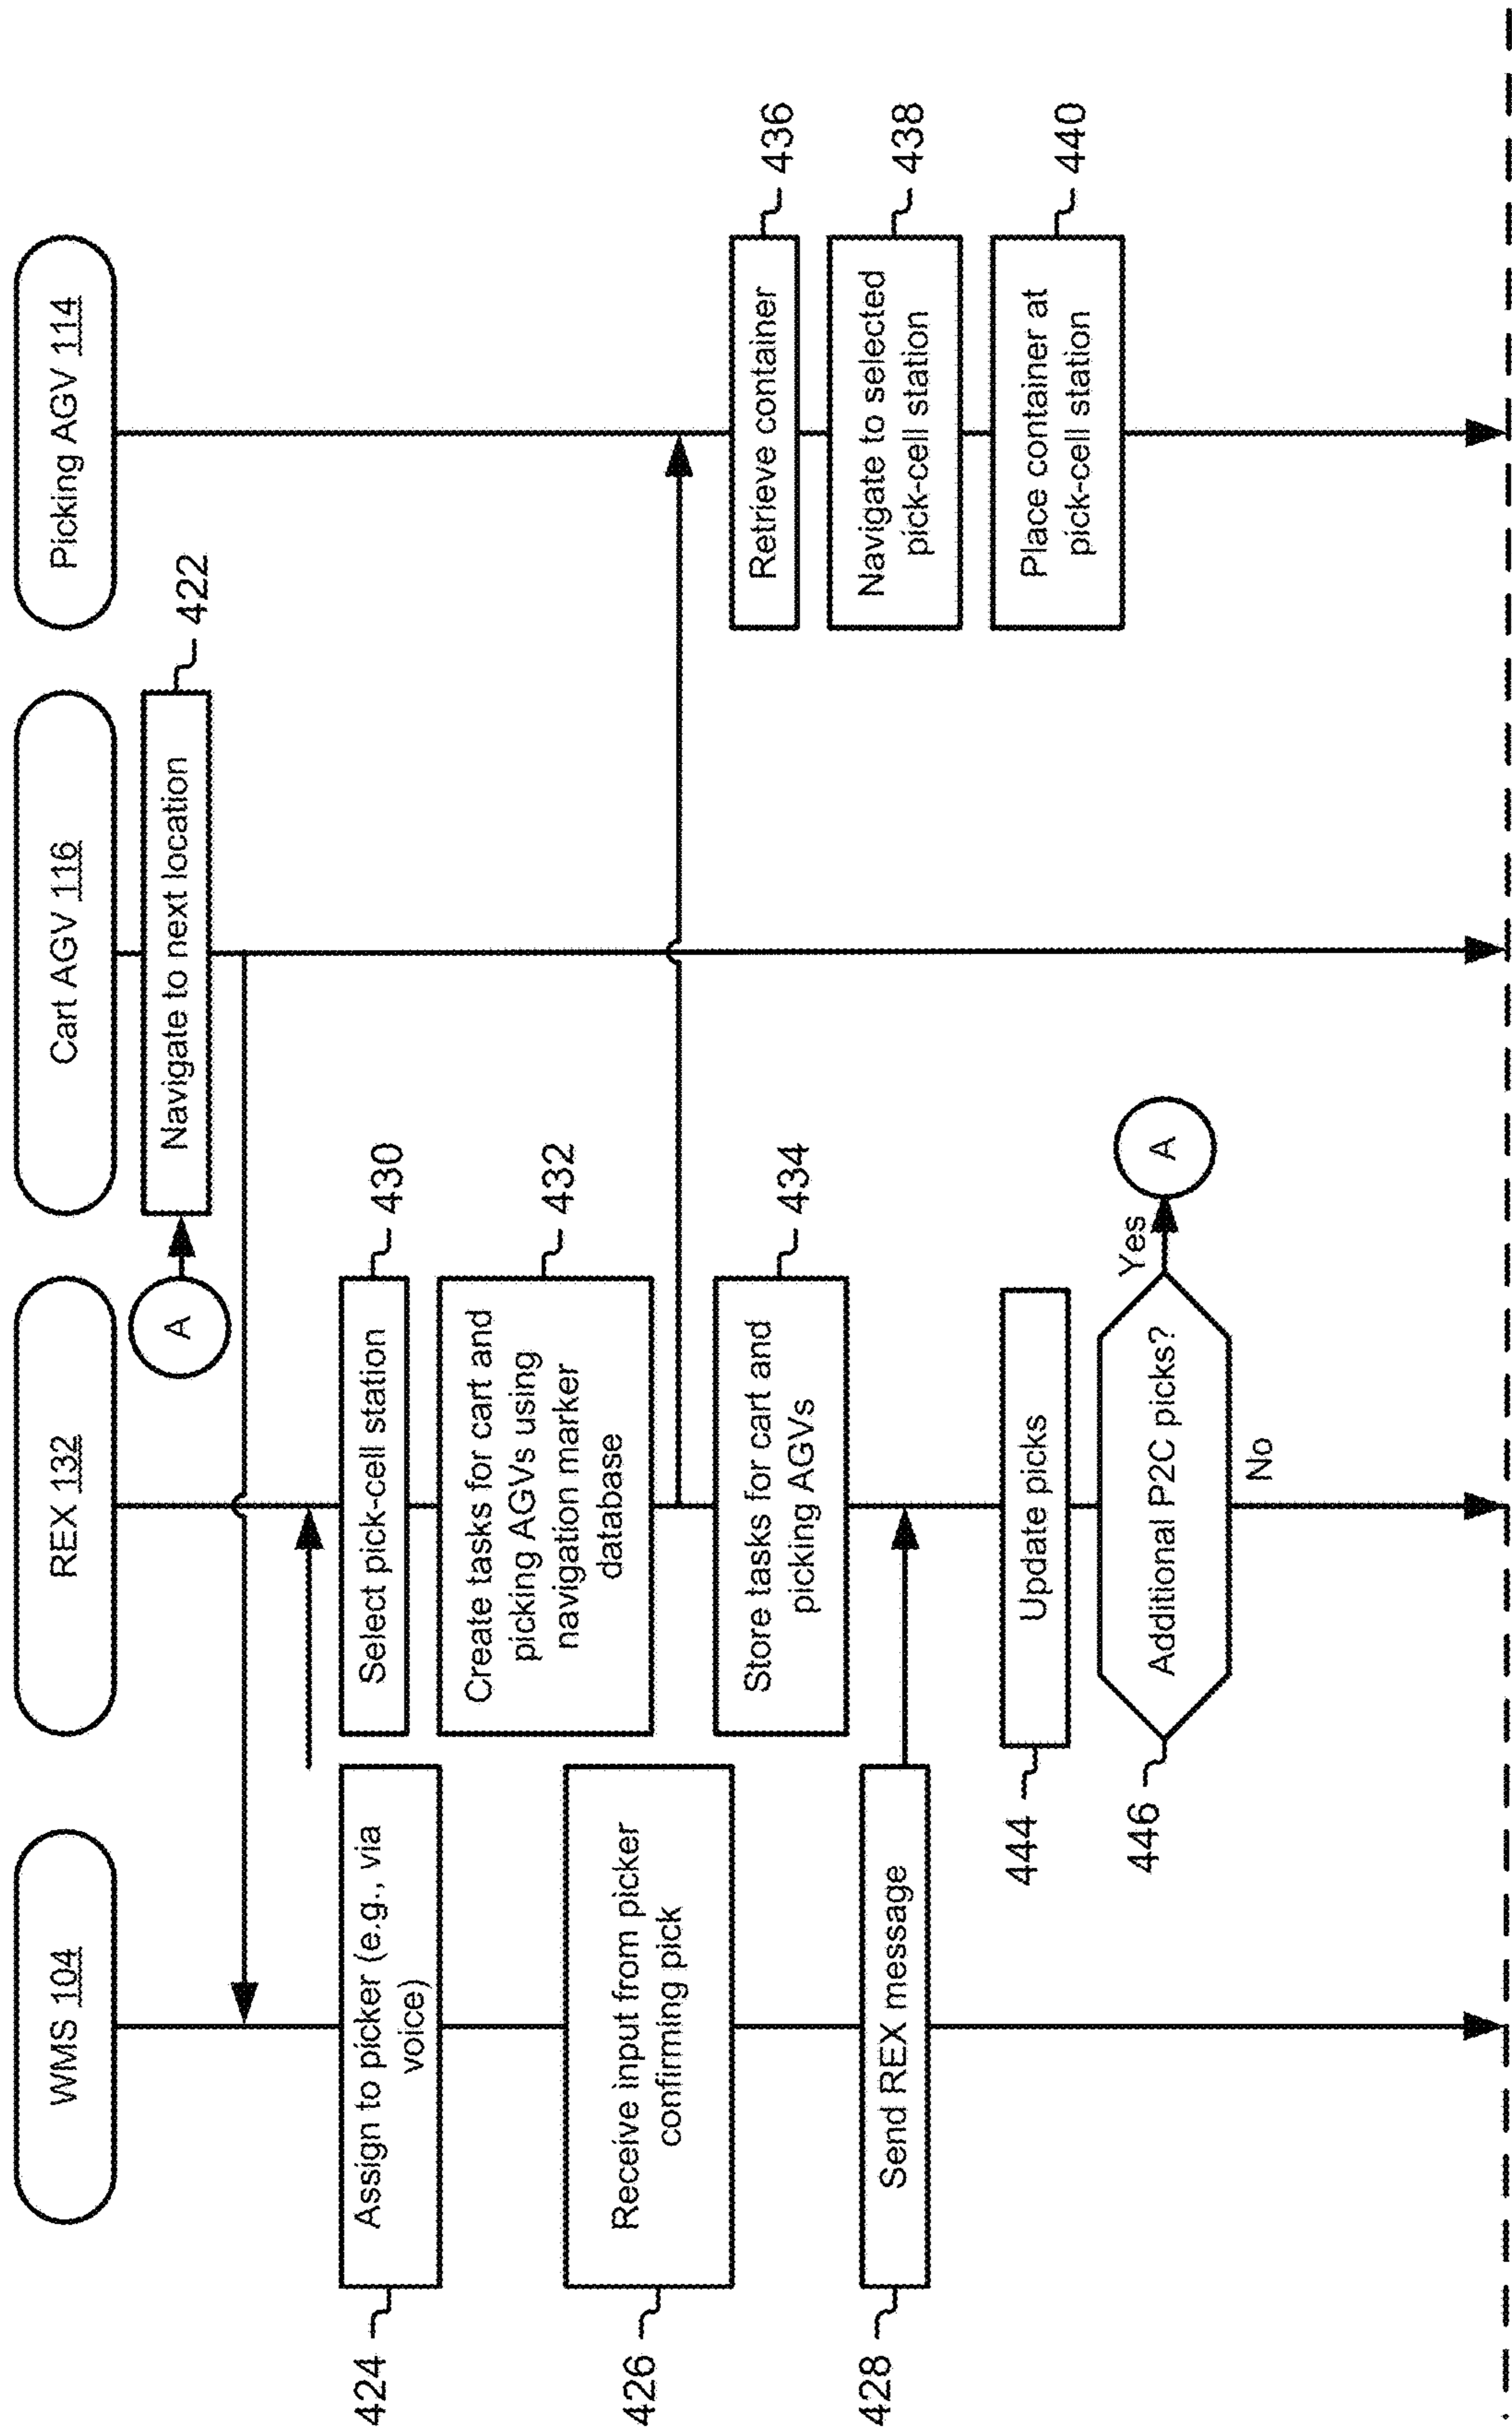 WMS 104
REX 132
Cart AGV 116
Picking AGV 114
A
Navigate to next location
422
424
Assign to picker (e.g., via
voice)
Select pick-cell station
430
Create tasks for cart and
picking AGVs using
navigation marker
database
432
426
Receive input from picker
confirming pick
Store tasks for cart and
picking AGVs
434
Retrieve container
436
Navigate to selected
pick-cell station
438
428
Send REX message
Place container at
pick-cell station
440
444
Update picks
446
Additional P2C picks?
Yes
A
No